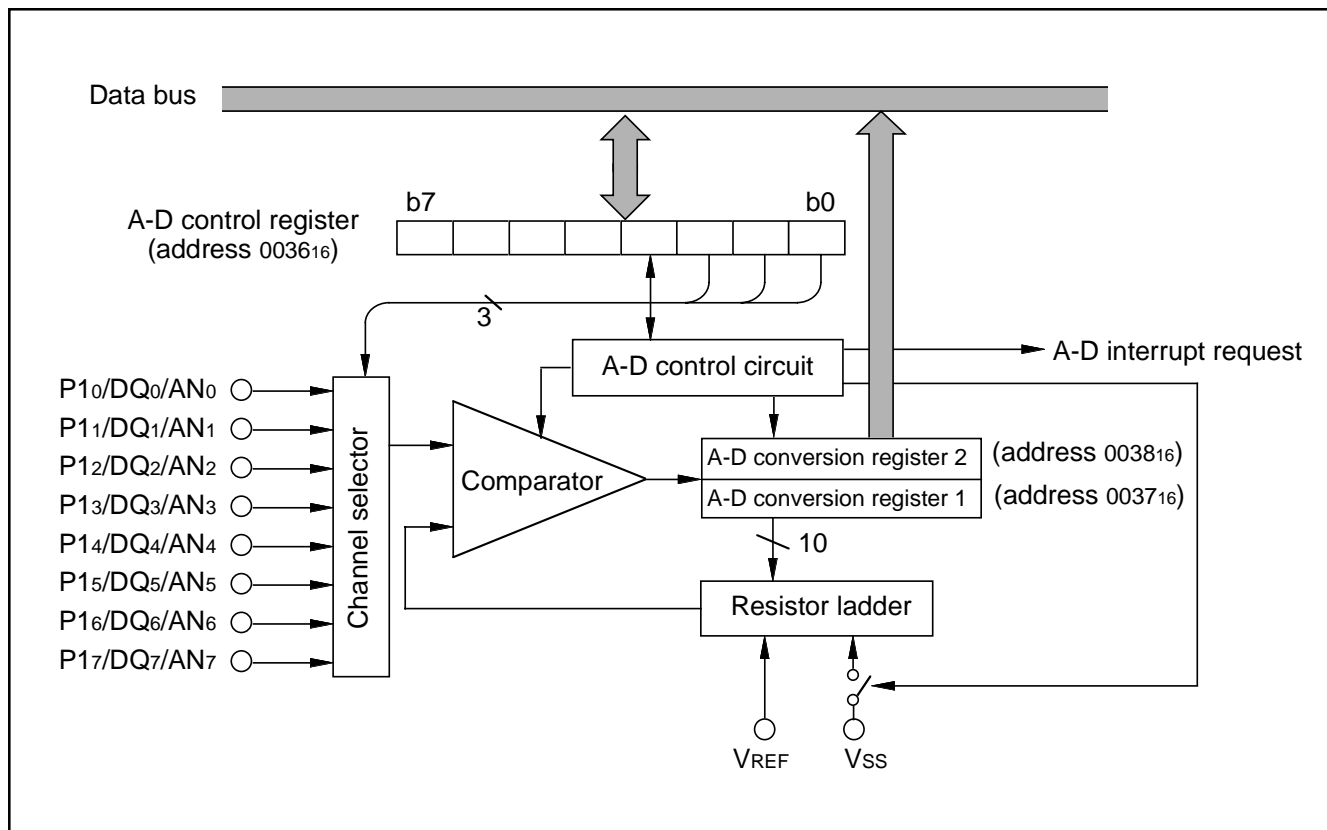 Data bus
b7 b0
A-D control register
(address 003616)
3
A-D control circuit
A-D interrupt request
P10/DQ0/AN0
P11/DQ1/AN1
P12/DQ2/AN2
P13/DQ3/AN3
P14/DQ4/AN4
P15/DQ5/AN5
P16/DQ6/AN6
P17/DQ7/AN7
Channel selector
Comparator
A-D conversion register 2
(address 003816)
A-D conversion register 1
(address 003716)
10
Resistor ladder
VREF
VSS